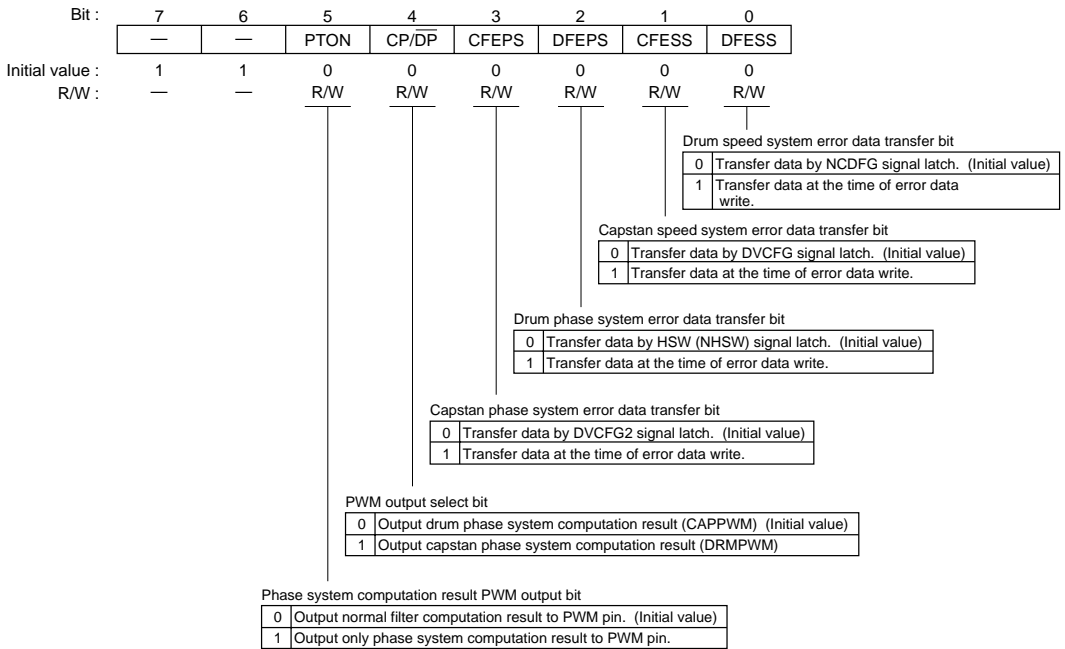 Bit : 7 6 5 4 3 2 1 0
— — PTON CP/D̅P̅ CFEPS DFEPS CFESS DFESS
Initial value : 1 1 0 0 0 0 0 0
R/W : — — R/W R/W R/W R/W R/W R/W
Drum speed system error data transfer bit
0 Transfer data by NCDFG signal latch. (Initial value)
1 Transfer data at the time of error data
write.
Capstan speed system error data transfer bit
0 Transfer data by DVCFG signal latch. (Initial value)
1 Transfer data at the time of error data write.
Drum phase system error data transfer bit
0 Transfer data by HSW (NHSW) signal latch. (Initial value)
1 Transfer data at the time of error data write.
Capstan phase system error data transfer bit
0 Transfer data by DVCFG2 signal latch. (Initial value)
1 Transfer data at the time of error data write.
PWM output select bit
0 Output drum phase system computation result (CAPPWM) (Initial value)
1 Output capstan phase system computation result (DRMPWM)
Phase system computation result PWM output bit
0 Output normal filter computation result to PWM pin. (Initial value)
1 Output only phase system computation result to PWM pin.